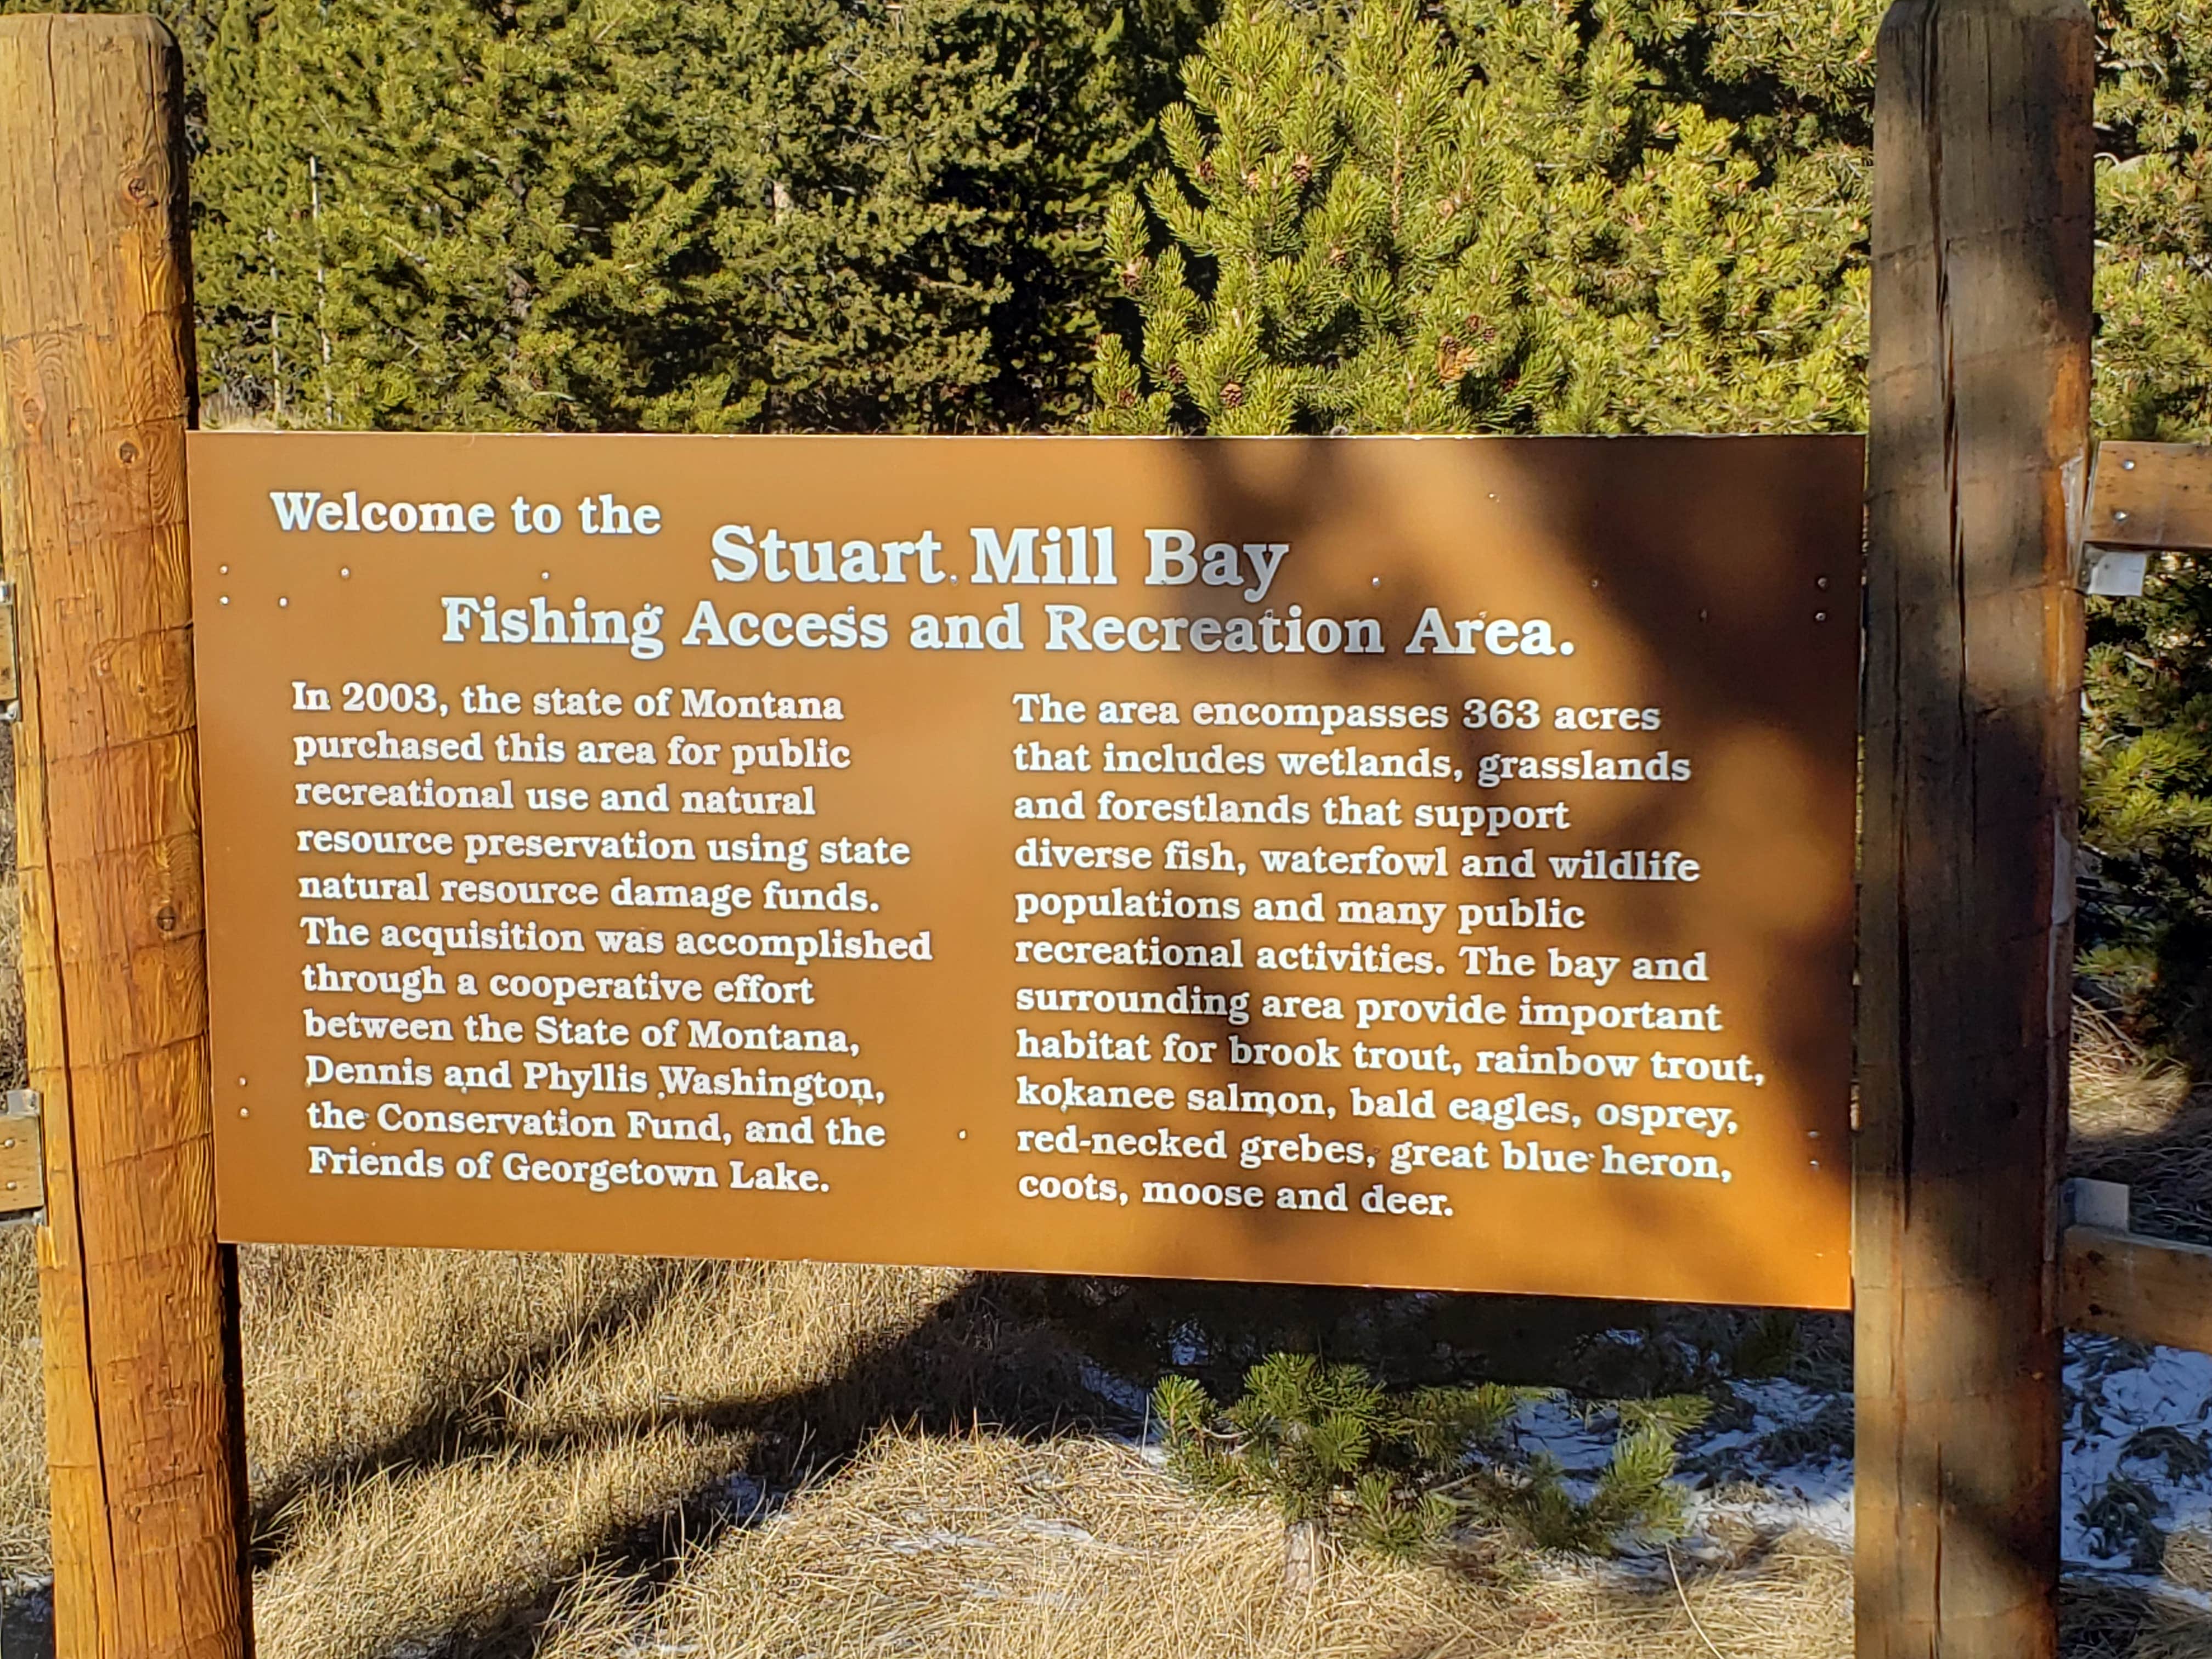 Welcome to the
Stuart Mill Bay
Fishing Access and Recreation Area.
In 2003, the state of Montana
purchased this area for public
recreational use and natural
resource preservation using state
natural resource damage funds.
The acquisition was accomplished
through a cooperative effort
between the State of Montana,
Dennis and Phyllis Washington,
the Conservation Fund, and the
Friends of Georgetown Lake.
The area encompasses 363 acres
that includes wetlands, grasslands
and forestlands that support
diverse fish, waterfowl and wildlife
populations and many public
recreational activities. The bay and
surrounding area provide important
habitat for brook trout, rainbow trout,
kokanee salmon, bald eagles, osprey,
red-necked grebes, great blue heron,
coots, moose and deer.